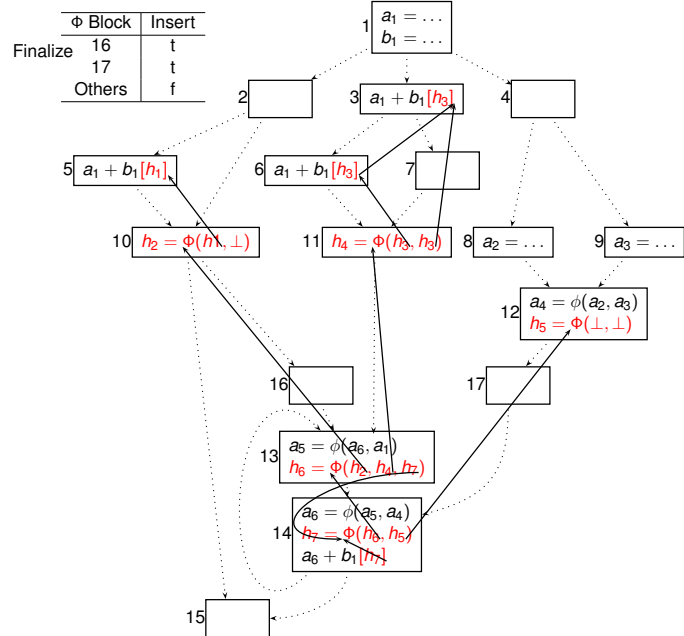 Φ Block Insert
Finalize
16 t
17 t
Others f
1
a₁ = …
b₁ = …
2
3 a₁ + b₁[h₃]
4
5 a₁ + b₁[h₁]
6 a₁ + b₁[h₃]
7
10 h₂ = Φ(h1, ⊥)
11 h₄ = Φ(h₃, h₃)
8 a₂ = …
9 a₃ = …
12
a₄ = ϕ(a₂, a₃)
h₅ = Φ(⊥, ⊥)
16
17
13
a₅ = ϕ(a₆, a₁)
h₆ = Φ(h₂, h₄, h₇)
14
a₆ = ϕ(a₅, a₄)
h₇ = Φ(h₆, h₅)
a₆ + b₁[h₇]
15